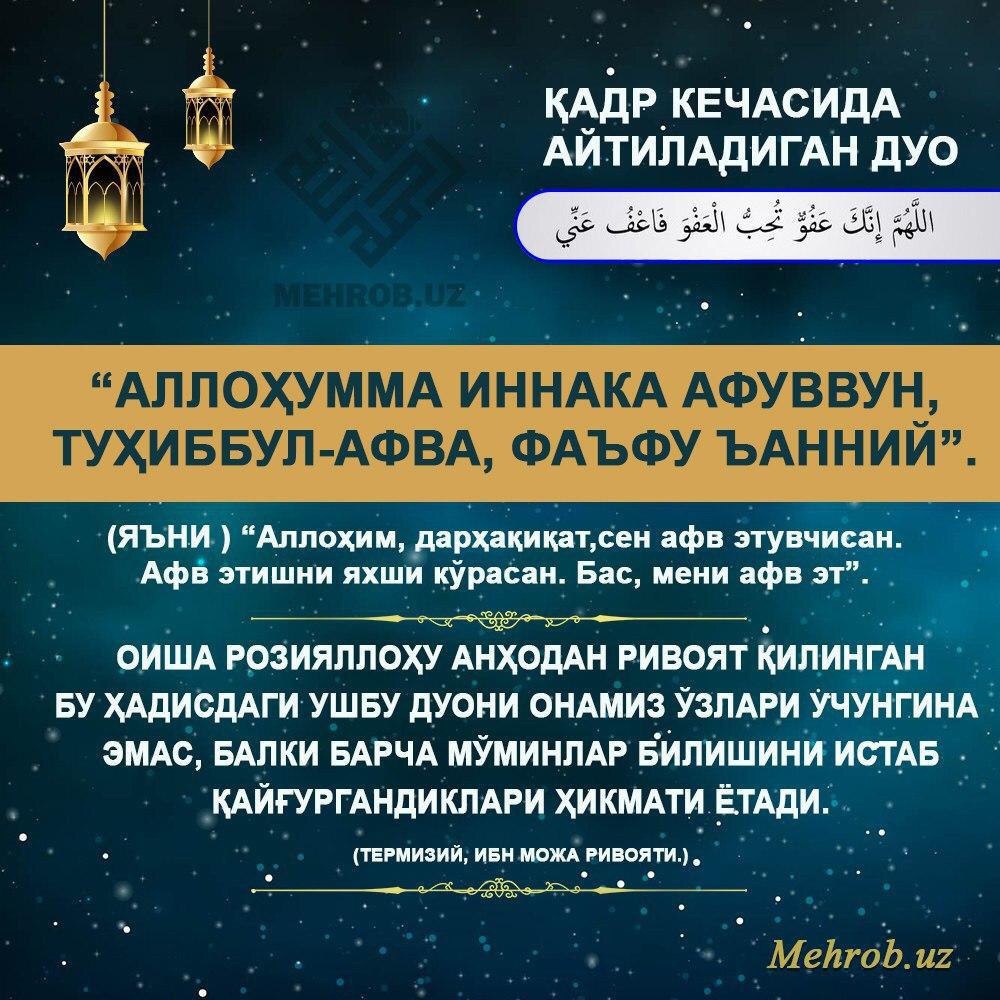 ҚАДР КЕЧАСИДА
АЙТИЛАДИГАН ДУО
اللَّهُمَّ إِنَّكَ عَفُوٌّ تُحِبُّ الْعَفْوَ فَاعْفُ عَنِّي
MEHROB.UZ
“АЛЛОҲУММА ИННАКА АФУВВУН,
ТУҲИББУЛ-АФВА, ФАЪФУ ЪАННИЙ”.
(ЯЪНИ ) “Аллоҳим, дарҳақиқат,сен афв этувчисан.
Афв этишни яхши кўрасан. Бас, мени афв эт”.
ОИША РОЗИЯЛЛОҲУ АНҲОДАН РИВОЯТ ҚИЛИНГАН
БУ ҲАДИСДАГИ УШБУ ДУОНИ ОНАМИЗ ЎЗЛАРИ УЧУНГИНА
ЭМАС, БАЛКИ БАРЧА МЎМИНЛАР БИЛИШИНИ ИСТАБ
ҚАЙҒУРГАНДИКЛАРИ ҲИКМАТИ ЁТАДИ.
(ТЕРМИЗИЙ, ИБН МОЖА РИВОЯТИ.)
Mehrob.uz